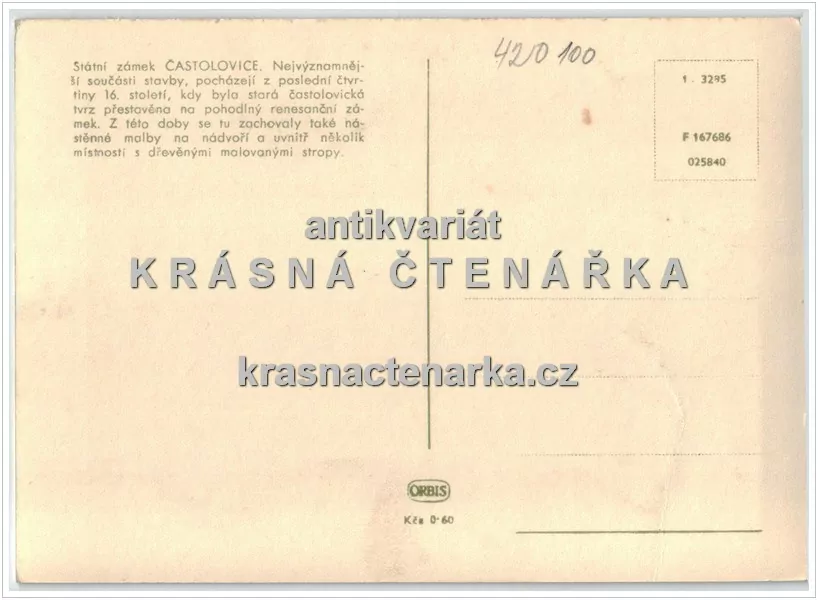 Státní zámek ČASTOLOVICE. Nejvýznamněj-
ší součásti stavby, pocházejí z poslední čtvr-
tiny 16. století, kdy byla stará častolovická
tvrz přestavěna na pohodlný renesanční zá-
mek. Z této doby se tu zachovaly také ná-
stěnné malby na nádvoří a uvnitř několik
místností s dřevěnými malovanými stropy.
42/0 100
1 . 3295
F 167686
025840
antikvariát
KRÁSNÁ ČTENÁŘKA
krasnactenarka.cz
ORBIS
Kčs 0·60